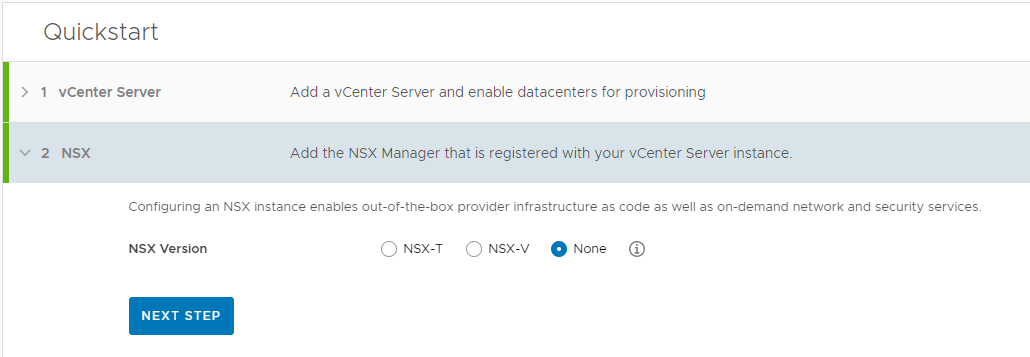 Quickstart
1 vCenter Server Add a vCenter Server and enable datacenters for provisioning
2 NSX Add the NSX Manager that is registered with your vCenter Server instance.
Configuring an NSX instance enables out-of-the-box provider infrastructure as code as well as on-demand network and security services.
NSX Version NSX-T NSX-V None
NEXT STEP